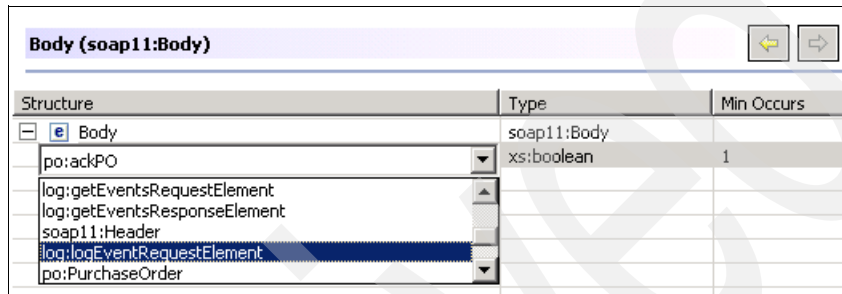 Body (soap11:Body)
Structure Type Min Occurs
e Body soap11:Body
po:ackPO xs:boolean 1
log:getEventsRequestElement
log:getEventsResponseElement
soap11:Header
log:logEventRequestElement
po:PurchaseOrder